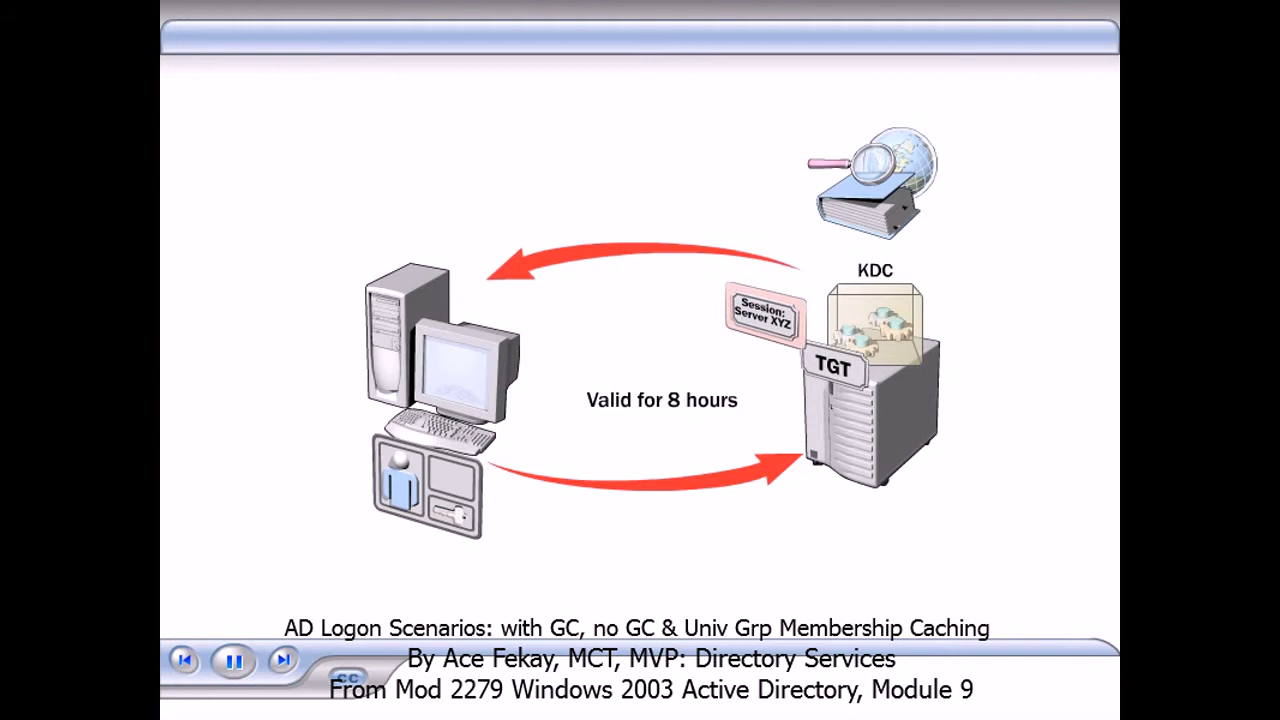 KDC
Session:
Server XYZ
TGT
Valid for 8 hours
AD Logon Scenarios: with GC, no GC & Univ Grp Membership Caching
By Ace Fekay, MCT, MVP: Directory Services
CC
From Mod 2279 Windows 2003 Active Directory, Module 9